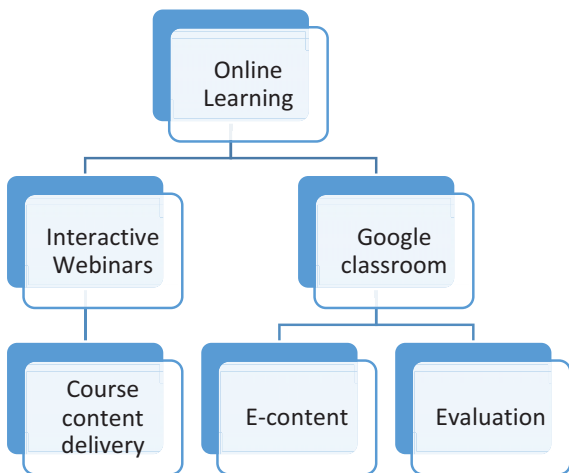 Online
Learning
Interactive
Webinars
Google
classroom
Course
content
delivery
E-content
Evaluation